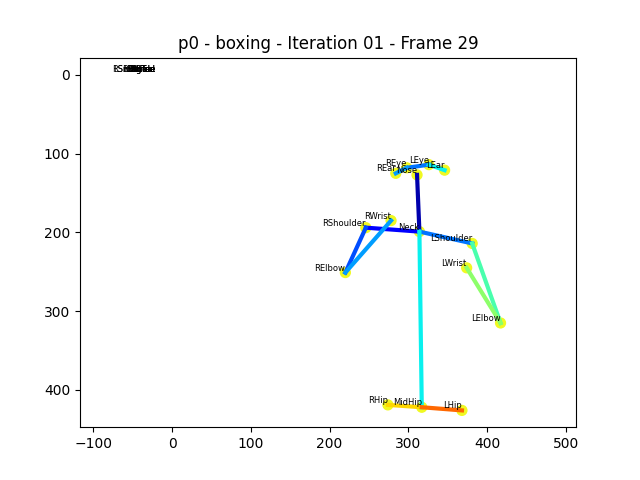 p0 - boxing - Iteration 01 - Frame 29
0
100
200
300
400
−100
0
100
200
300
400
500
REye
LEye
REar
Nose
LEar
RWrist
RShoulder
Neck
LShoulder
LWrist
RElbow
LElbow
RHip
MidHip
LHip